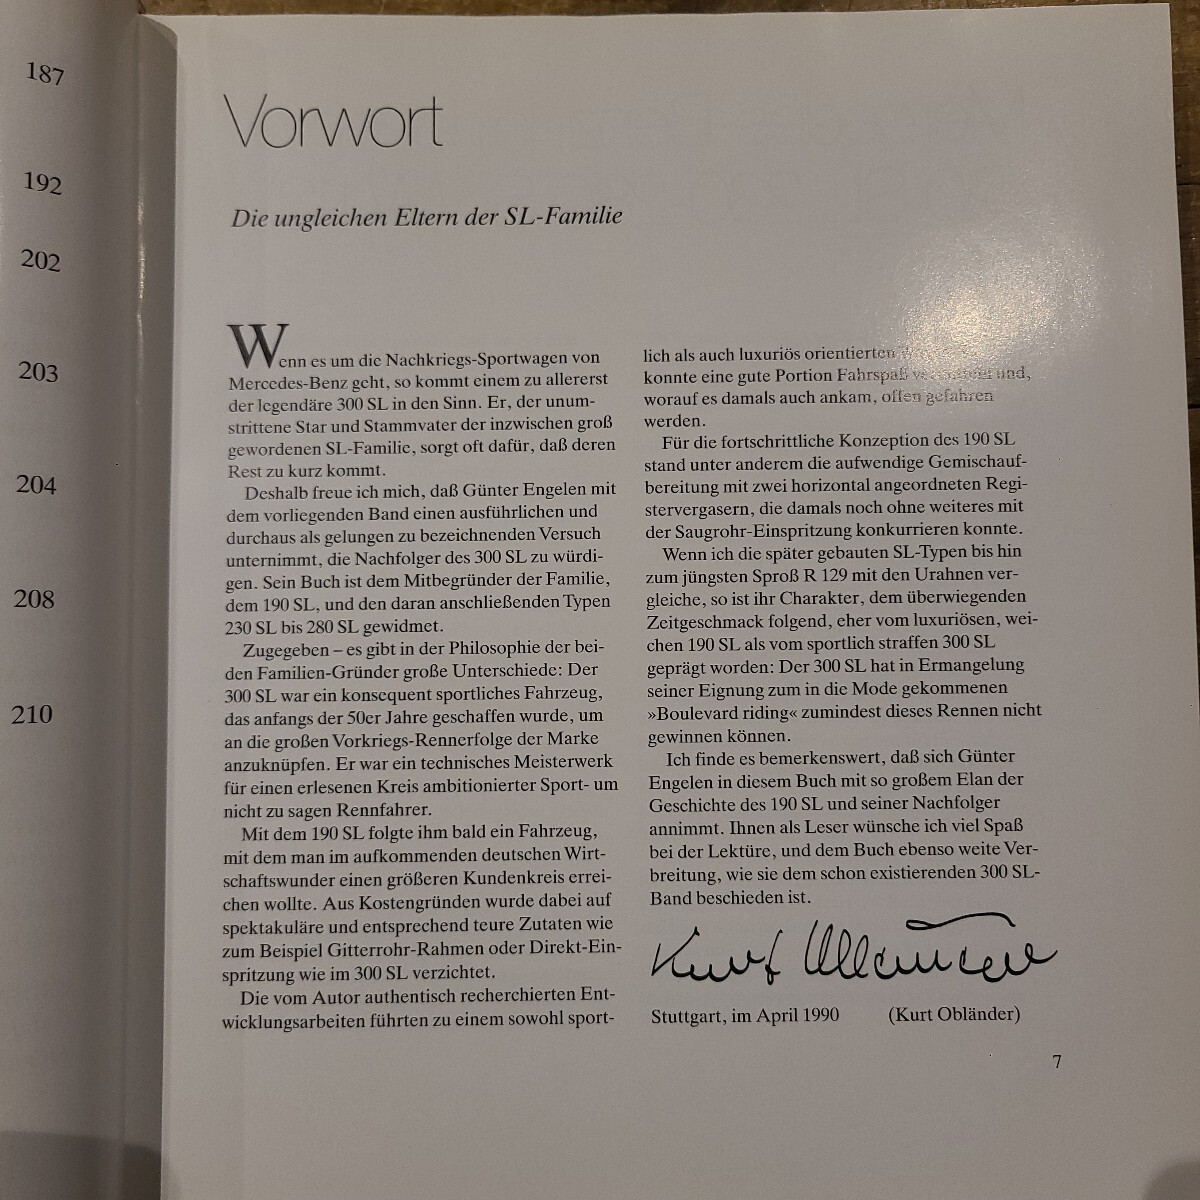 187
192
202
203
204
208
210
Vorwort
Die ungleichen Eltern der SL-Familie
Wenn es um die Nachkriegs-Sportwagen von
Mercedes-Benz geht, so kommt einem zu allererst
der legendäre 300 SL in den Sinn. Er, der unum-
strittene Star und Stammvater der inzwischen groß
gewordenen SL-Familie, sorgt oft dafür, daß deren
Rest zu kurz kommt.
Deshalb freue ich mich, daß Günter Engelen mit
dem vorliegenden Band einen ausführlichen und
durchaus als gelungen zu bezeichnenden Versuch
unternimmt, die Nachfolger des 300 SL zu würdi-
gen. Sein Buch ist dem Mitbegründer der Familie,
dem 190 SL, und den daran anschließenden Typen
230 SL bis 280 SL gewidmet.
Zugegeben – es gibt in der Philosophie der bei-
den Familien-Gründer große Unterschiede: Der
300 SL war ein konsequent sportliches Fahrzeug,
das anfangs der 50er Jahre geschaffen wurde, um
an die großen Vorkriegs-Rennerfolge der Marke
anzuknüpfen. Er war ein technisches Meisterwerk
für einen erlesenen Kreis ambitionierter Sport- um
nicht zu sagen Rennfahrer.
Mit dem 190 SL folgte ihm bald ein Fahrzeug,
mit dem man im aufkommenden deutschen Wirt-
schaftswunder einen größeren Kundenkreis errei-
chen wollte. Aus Kostengründen wurde dabei auf
spektakuläre und entsprechend teure Zutaten wie
zum Beispiel Gitterrohr-Rahmen oder Direkt-Ein-
spritzung wie im 300 SL verzichtet.
Die vom Autor authentisch recherchierten Ent-
wicklungsarbeiten führten zu einem sowohl sport-
lich als auch luxuriös orientierten
konnte eine gute Portion Fahrspaß und,
worauf es damals auch ankam, offen gefahren
werden.
Für die fortschrittliche Konzeption des 190 SL
stand unter anderem die aufwendige Gemischauf-
bereitung mit zwei horizontal angeordneten Regi-
stervergasern, die damals noch ohne weiteres mit
der Saugrohr-Einspritzung konkurrieren konnte.
Wenn ich die später gebauten SL-Typen bis hin
zum jüngsten Sproß R 129 mit den Urahnen ver-
gleiche, so ist ihr Charakter, dem überwiegenden
Zeitgeschmack folgend, eher vom luxuriösen, wei-
chen 190 SL als vom sportlich straffen 300 SL
geprägt worden: Der 300 SL hat in Ermangelung
seiner Eignung zum in die Mode gekommenen
»Boulevard riding« zumindest dieses Rennen nicht
gewinnen können.
Ich finde es bemerkenswert, daß sich Günter
Engelen in diesem Buch mit so großem Elan der
Geschichte des 190 SL und seiner Nachfolger
annimmt. Ihnen als Leser wünsche ich viel Spaß
bei der Lektüre, und dem Buch ebenso weite Ver-
breitung, wie sie dem schon existierenden 300 SL-
Band beschieden ist.
Kurt Obländer
Stuttgart, im April 1990 (Kurt Obländer)
7